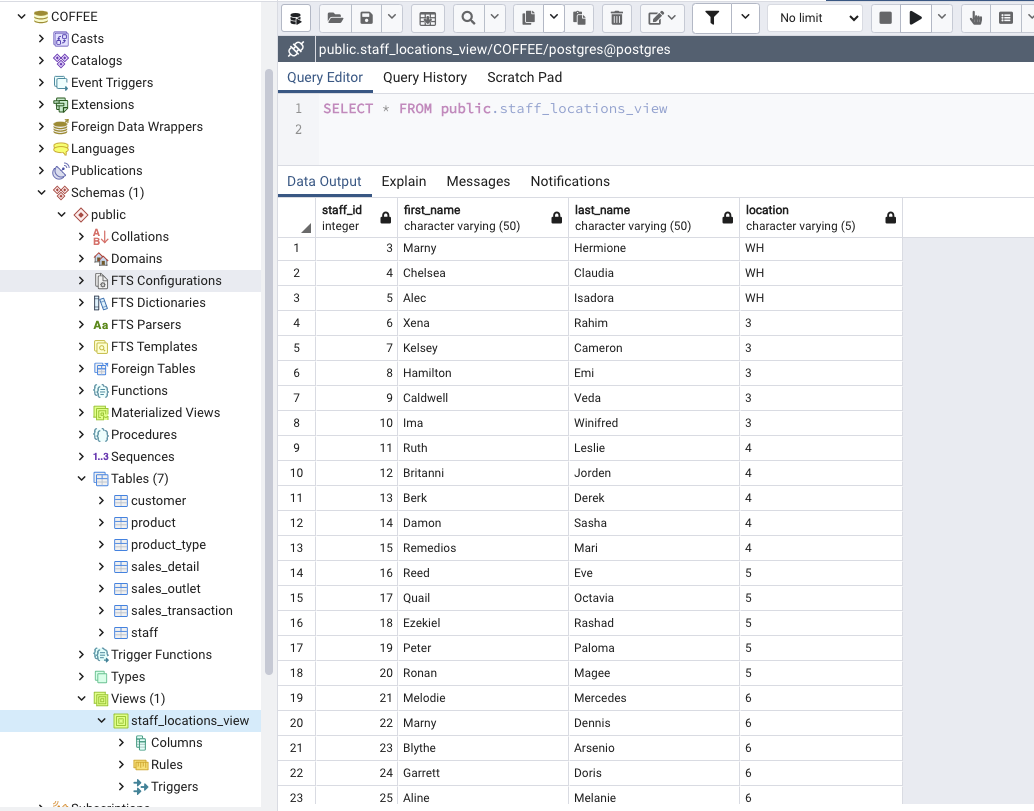 COFFEE
Casts
Catalogs
Event Triggers
Extensions
Foreign Data Wrappers
Languages
Publications
Schemas (1)
public
Collations
Domains
FTS Configurations
FTS Dictionaries
Aa FTS Parsers
FTS Templates
Foreign Tables
Functions
Materialized Views
Procedures
1..3 Sequences
Tables (7)
customer
product
product_type
sales_detail
sales_outlet
sales_transaction
staff
Trigger Functions
Types
Views (1)
staff_locations_view
Columns
Rules
Triggers
Subscriptions
No limit
public.staff_locations_view/COFFEE/postgres@postgres
Query Editor Query History Scratch Pad
1 SELECT * FROM public.staff_locations_view
2
Data Output Explain Messages Notifications
staff_id first_name last_name location
integer character varying (50) character varying (50) character varying (5)
1 3 Marny Hermione WH
2 4 Chelsea Claudia WH
3 5 Alec Isadora WH
4 6 Xena Rahim 3
5 7 Kelsey Cameron 3
6 8 Hamilton Emi 3
7 9 Caldwell Veda 3
8 10 Ima Winifred 3
9 11 Ruth Leslie 4
10 12 Britanni Jorden 4
11 13 Berk Derek 4
12 14 Damon Sasha 4
13 15 Remedios Mari 4
14 16 Reed Eve 5
15 17 Quail Octavia 5
16 18 Ezekiel Rashad 5
17 19 Peter Paloma 5
18 20 Ronan Magee 5
19 21 Melodie Mercedes 6
20 22 Marny Dennis 6
21 23 Blythe Arsenio 6
22 24 Garrett Doris 6
23 25 Aline Melanie 6